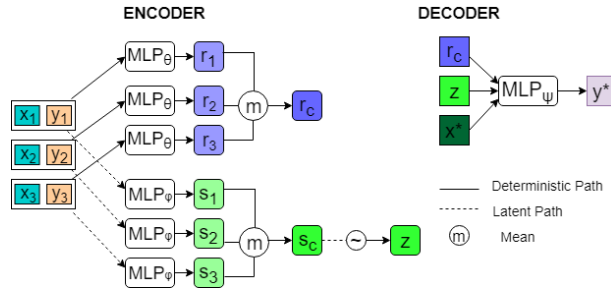 ENCODER
DECODER
MLPθ r1
MLPθ r2 m rc
MLPθ r3
x1 y1
x2 y2
x3 y3
MLPφ s1
MLPφ s2 m sc ~ z
MLPφ s3
rc
z MLPψ y*
x*
Deterministic Path
Latent Path
m Mean